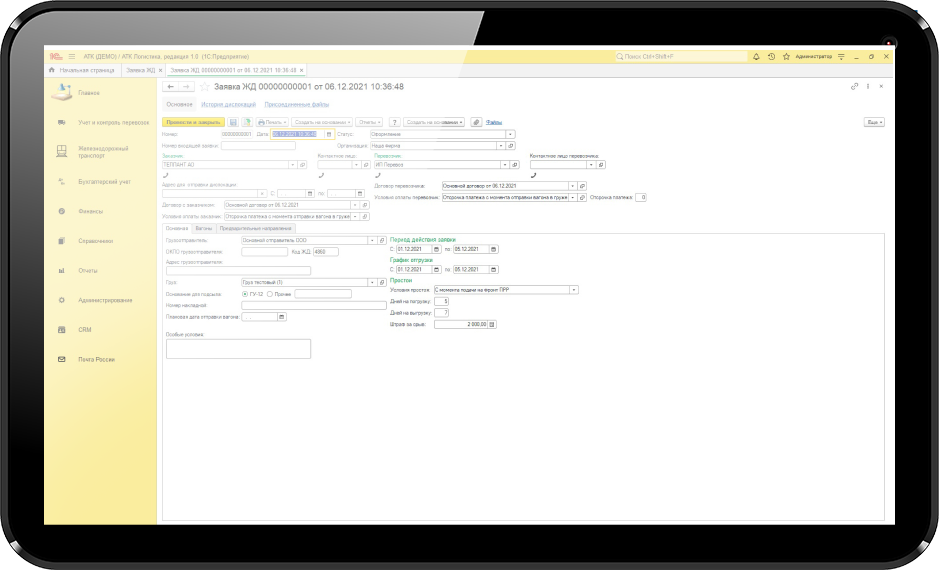 1С АТК (ДЕМО) / АТК Логистика, редакция 1.0 (1С:Предприятие) Поиск Ctrl+Shift+F Администратор
Начальная страница Заявка ЖД × Заявка ЖД 00000000001 от 06.12.2021 10:36:48 ×
Заявка ЖД 00000000001 от 06.12.2021 10:36:48
Главное
Учет и контроль перевозок
Железнодорожный транспорт
Бухгалтерский учет
Финансы
Справочники
Отчеты
Администрирование
CRM
Почта России
Основное История дислокаций Присоединенные файлы
Провести и закрыть Печать Создать на основании Отчеты ? Создать на основании Файлы Еще
Номер: 00000000001 Дата: 06.12.2021 10:36:48 Статус: Оформление
Номер входящей заявки: Организация: Наша фирма
Заказчик: Контактное лицо: Перевозчик: Контактное лицо перевозчика:
ТЕПЛАНТ АО ИП Перевоз
Адрес для отправки дислокации: С: . . по: . . Договор перевозчика: Основной договор от 06.12.2021
Договор с заказчиком: Основной договор от 06.12.2021 Условия оплаты перевозчик: Отсрочка платежа с момента отправки вагона в груже Отсрочка платежа: 0
Условия оплаты заказчик: Отсрочка платежа с момента отправки вагона в груже
Основная Вагоны Предварительные направления
Грузоотправитель: Основной отправитель ООО Период действия заявки
ОКПО грузоотправителя: Код ЖД: 4860 С 01.12.2021 по 05.12.2021
Адрес грузоотправителя: График отгрузки
С 01.12.2021 по 05.12.2021
Груз: Груз тестовый (Т) Простои
Основание для подсыла: ГУ-12 Прочее Условия простоя: С момента подачи на фронт ПРР
Номер накладной: Дней на погрузку: 5
Плановая дата отправки вагона: . . Дней на выгрузку: 7
Штраф за срыв: 2 000,00
Особые условия: